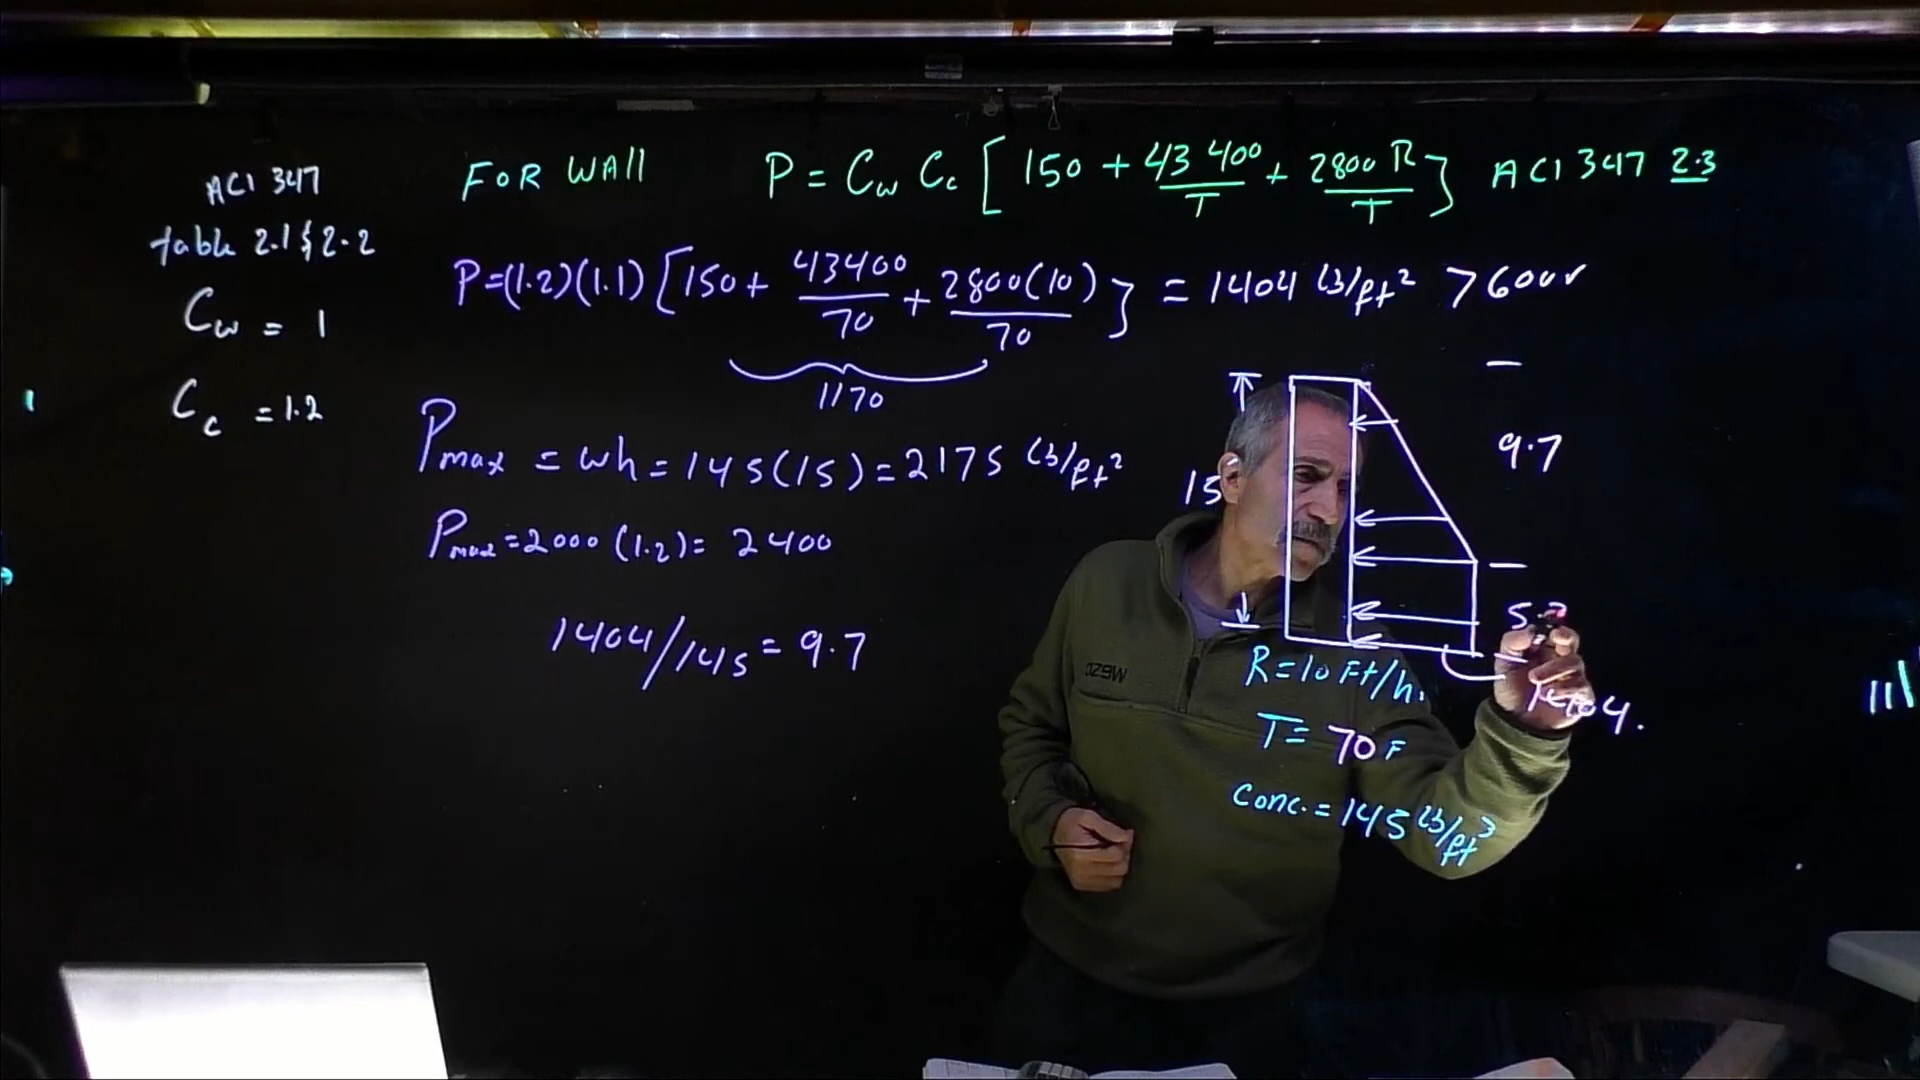 ACI 347
table 2.1 & 2.2
Cw = 1
Cc = 1.2
FOR WALL P = Cw Cc [150 + 43 400/T + 2800 R/T] ACI 347 2.3
P=(1.2)(1.1)[150+ 43400/70 + 2800(10)/70] = 1404 lb/ft² > 600 ✓
1170
Pmax = wh = 145(15) = 2175 lb/ft²
Pmax = 2000 (1.2) = 2400
1404/145 = 9.7
15
9.7
5.3
1404.
R=10 Ft/h.
T= 70 F
Conc. = 145 lb/ft³